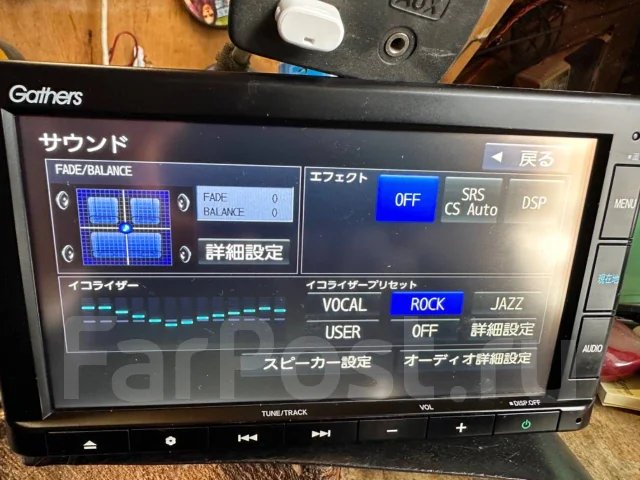 AUX
Gathers
サウンド
◀ 戻る
FADE/BALANCE
FADE 0
BALANCE 0
詳細設定
エフェクト
OFF
SRS
CS Auto
DSP
MENU
現在地
AUDIO
イコライザー
イコライザープリセット
VOCAL ROCK JAZZ
USER OFF 詳細設定
スピーカー設定 オーディオ詳細設定
FarPost.ru
TUNE/TRACK
VOL
DISP OFF